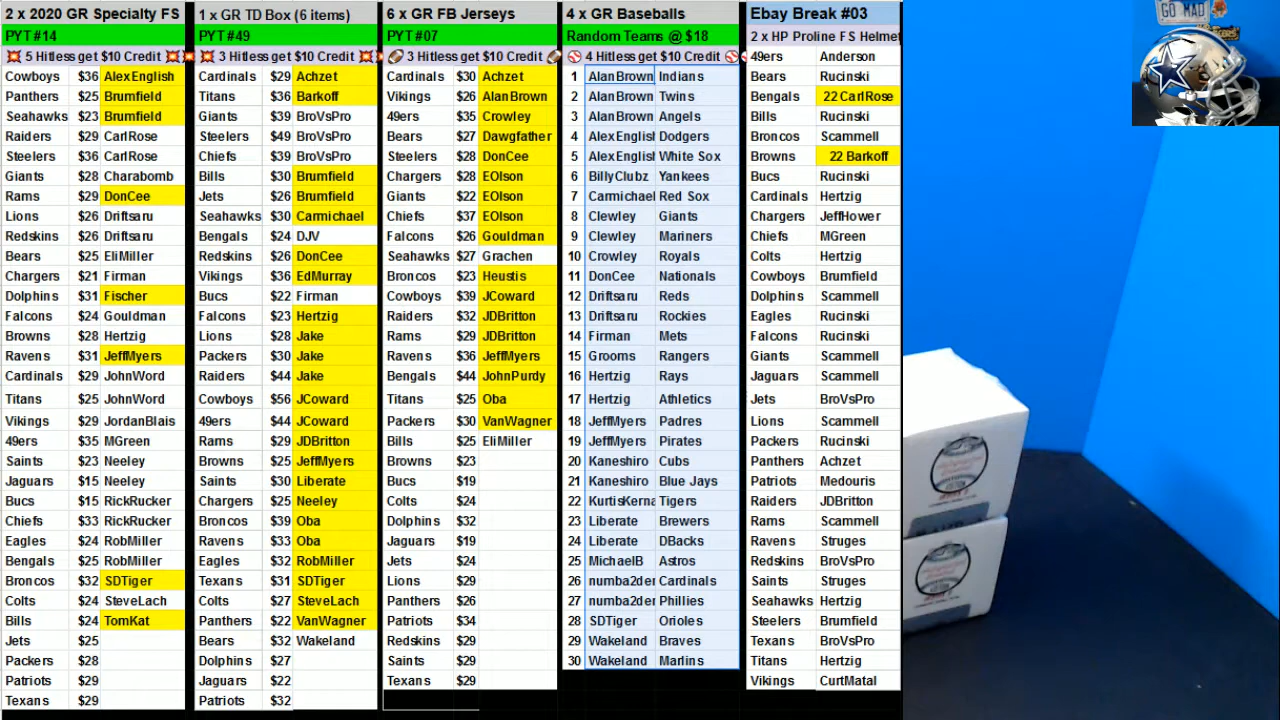 2 x 2020 GR Specialty FS
PYT #14
5 Hitless get $10 Credit
Cowboys $36 AlexEnglish
Panthers $25 Brumfield
Seahawks $23 Brumfield
Raiders $29 CarlRose
Steelers $36 CarlRose
Giants $28 Charabomb
Rams $29 DonCee
Lions $26 Driftsaru
Redskins $26 Driftsaru
Bears $25 EliMiller
Chargers $21 Firman
Dolphins $31 Fischer
Falcons $24 Gouldman
Browns $28 Hertzig
Ravens $31 JeffMyers
Cardinals $29 JohnWord
Titans $25 JohnWord
Vikings $29 JordanBlais
49ers $35 MGreen
Saints $23 Neeley
Jaguars $15 Neeley
Bucs $15 RickRucker
Chiefs $33 RickRucker
Eagles $24 RobMiller
Bengals $25 RobMiller
Broncos $32 SDTiger
Colts $24 SteveLach
Bills $24 TomKat
Jets $25
Packers $28
Patriots $29
Texans $29
1 x GR TD Box (6 items)
PYT #49
3 Hitless get $10 Credit
Cardinals $29 Achzet
Titans $36 Barkoff
Giants $39 BroVsPro
Steelers $49 BroVsPro
Chiefs $39 BroVsPro
Bills $30 Brumfield
Jets $26 Brumfield
Seahawks $30 Carmichael
Bengals $24 DJV
Redskins $26 DonCee
Vikings $36 EdMurray
Bucs $22 Firman
Falcons $23 Hertzig
Lions $28 Jake
Packers $30 Jake
Raiders $44 Jake
Cowboys $56 JCoward
49ers $44 JCoward
Rams $29 JDBritton
Browns $25 JeffMyers
Saints $30 Liberate
Chargers $25 Neeley
Broncos $39 Oba
Ravens $33 Oba
Eagles $32 RobMiller
Texans $31 SDTiger
Colts $27 SteveLach
Panthers $22 VanWagner
Bears $32 Wakeland
Dolphins $27
Jaguars $22
Patriots $32
6 x GR FB Jerseys
PYT #07
3 Hitless get $10 Credit
Cardinals $30 Achzet
Vikings $26 AlanBrown
49ers $35 Crowley
Bears $27 Dawgfather
Steelers $28 DonCee
Chargers $28 EOlson
Giants $22 EOlson
Chiefs $37 EOlson
Falcons $26 Gouldman
Seahawks $27 Grachen
Broncos $23 Heustis
Cowboys $39 JCoward
Raiders $32 JDBritton
Rams $29 JDBritton
Ravens $36 JeffMyers
Bengals $44 JohnPurdy
Titans $25 Oba
Packers $30 VanWagner
Bills $25 EliMiller
Browns $23
Bucs $19
Colts $24
Dolphins $32
Jaguars $19
Jets $24
Lions $29
Panthers $26
Patriots $34
Redskins $29
Saints $29
Texans $29
4 x GR Baseballs
Random Teams @ $18
4 Hitless get $10 Credit
1 AlanBrown Indians
2 AlanBrown Twins
3 AlanBrown Angels
4 AlexEnglisl Dodgers
5 AlexEnglisl White Sox
6 BillyClubz Yankees
7 Carmichael Red Sox
8 Clewley Giants
9 Clewley Mariners
10 Crowley Royals
11 DonCee Nationals
12 Driftsaru Reds
13 Driftsaru Rockies
14 Firman Mets
15 Grooms Rangers
16 Hertzig Rays
17 Hertzig Athletics
18 JeffMyers Padres
19 JeffMyers Pirates
20 Kaneshiro Cubs
21 Kaneshiro Blue Jays
22 KurtisKerna Tigers
23 Liberate Brewers
24 Liberate DBacks
25 MichaelB Astros
26 numba2der Cardinals
27 numba2der Phillies
28 SDTiger Orioles
29 Wakeland Braves
30 Wakeland Marlins
Ebay Break #03
2 x HP Proline FS Helmet
49ers Anderson
Bears Rucinski
Bengals 22 CarlRose
Bills Rucinski
Broncos Scammell
Browns 22 Barkoff
Bucs Rucinski
Cardinals Hertzig
Chargers JeffHower
Chiefs MGreen
Colts Hertzig
Cowboys Brumfield
Dolphins Scammell
Eagles Rucinski
Falcons Rucinski
Giants Scammell
Jaguars Scammell
Jets BroVsPro
Lions Scammell
Packers Rucinski
Panthers Achzet
Patriots Medouris
Raiders JDBritton
Rams Scammell
Ravens Struges
Redskins BroVsPro
Saints Struges
Seahawks Hertzig
Steelers Brumfield
Texans BroVsPro
Titans Hertzig
Vikings CurtMatal
GO MAD